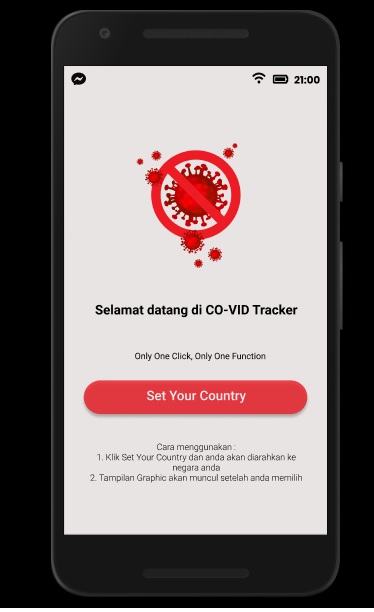 21:00
Selamat datang di CO-VID Tracker
Only One Click, Only One Function
Set Your Country
Cara menggunakan :
1. Klik Set Your Country dan anda akan diarahkan ke
negara anda
2. Tampilan Graphic akan muncul setelah anda memilih